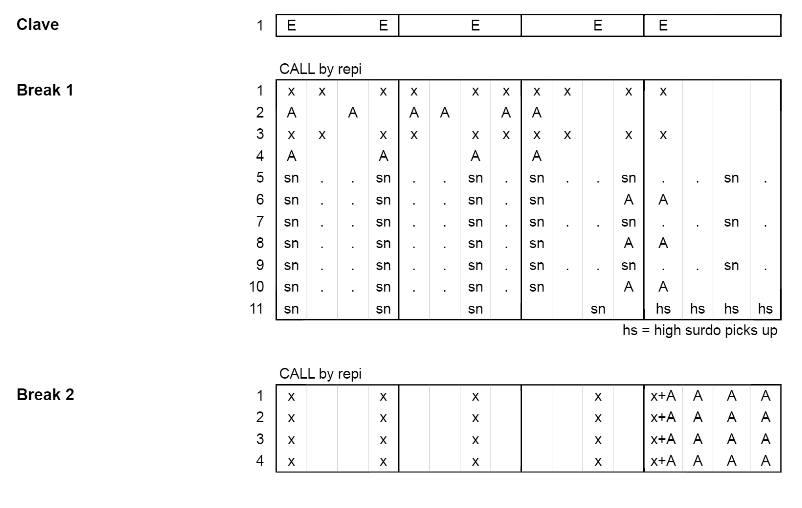 Clave 1 E E E E E
CALL by repi
Break 1 1 x x x x x x x x x x
2 A A A A A A
3 x x x x x x x x x x
4 A A A A
5 sn . . sn . . sn . sn . . sn . . sn .
6 sn . . sn . . sn . sn A A
7 sn . . sn . . sn . sn . . sn . . sn .
8 sn . . sn . . sn . sn A A
9 sn . . sn . . sn . sn . . sn . . sn .
10 sn . . sn . . sn . sn A A
11 sn sn sn sn hs hs hs hs
hs = high surdo picks up
CALL by repi
Break 2 1 x x x x x+A A A A
2 x x x x x+A A A A
3 x x x x x+A A A A
4 x x x x x+A A A A